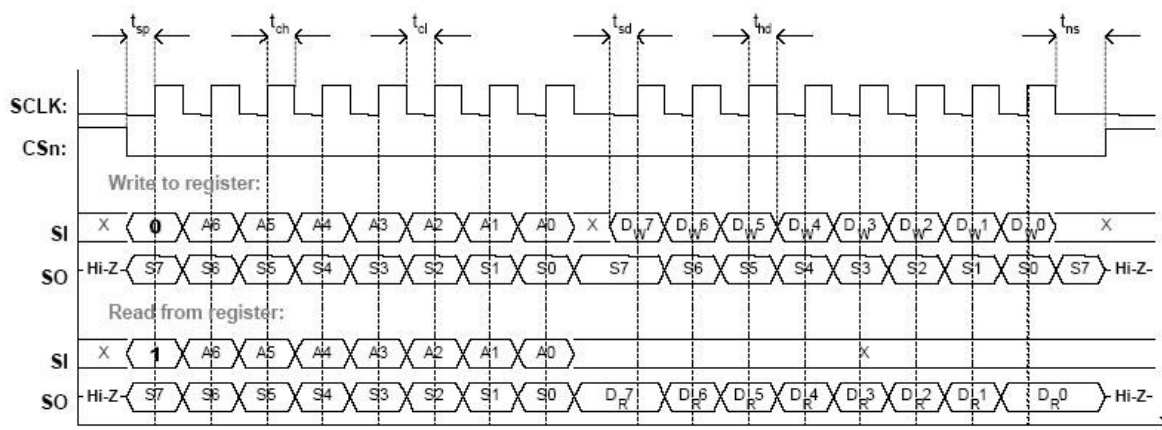 tsp tch tcl tsd thd tns
SCLK:
CSn:
Write to register:
SI X 0 A6 A5 A4 A3 A2 A1 A0 X DW7 DW6 DW5 DW4 DW3 DW2 DW1 DW0 X
SO Hi-Z S7 S6 S5 S4 S3 S2 S1 S0 S7 S6 S5 S4 S3 S2 S1 S0 S7 Hi-Z
Read from register:
SI X 1 A6 A5 A4 A3 A2 A1 A0 X
SO Hi-Z S7 S6 S5 S4 S3 S2 S1 S0 DR7 DR6 DR5 DR4 DR3 DR2 DR1 DR0 Hi-Z